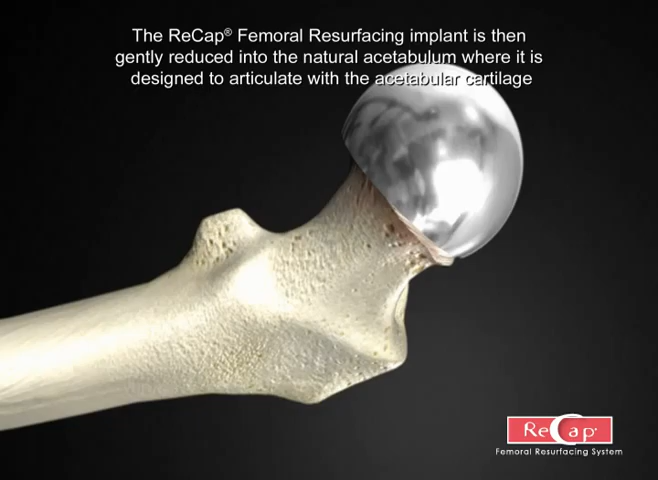 The ReCap® Femoral Resurfacing implant is then
gently reduced into the natural acetabulum where it is
designed to articulate with the acetabular cartilage
ReCap
Femoral Resurfacing System